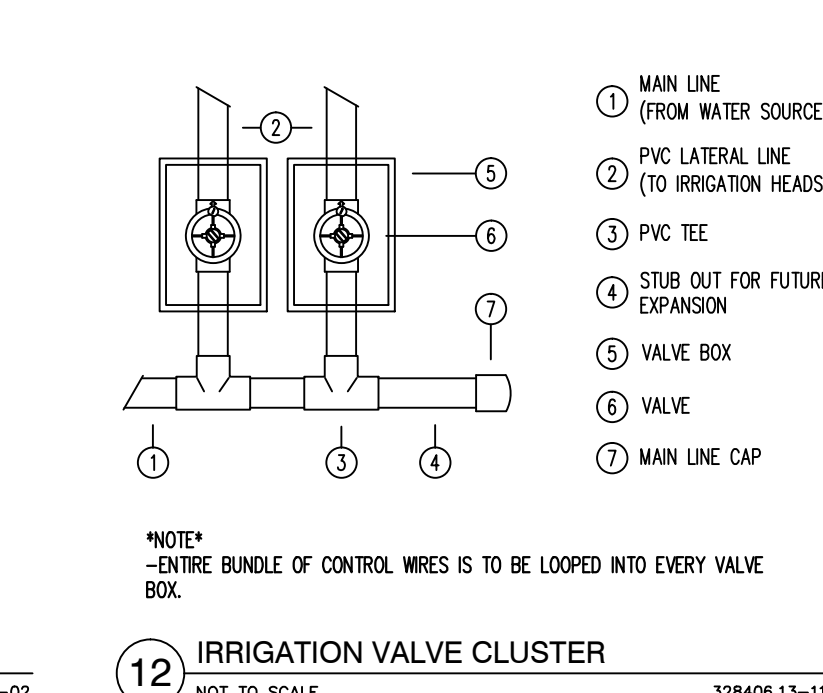 2
5
6
7
1
3
4
1 MAIN LINE
(FROM WATER SOURCE
2 PVC LATERAL LINE
(TO IRRIGATION HEADS
3 PVC TEE
4 STUB OUT FOR FUTURE
EXPANSION
5 VALVE BOX
6 VALVE
7 MAIN LINE CAP
*NOTE*
-ENTIRE BUNDLE OF CONTROL WIRES IS TO BE LOOPED INTO EVERY VALVE
BOX.
12 IRRIGATION VALVE CLUSTER
-02
NOT TO SCALE
328406.13-11